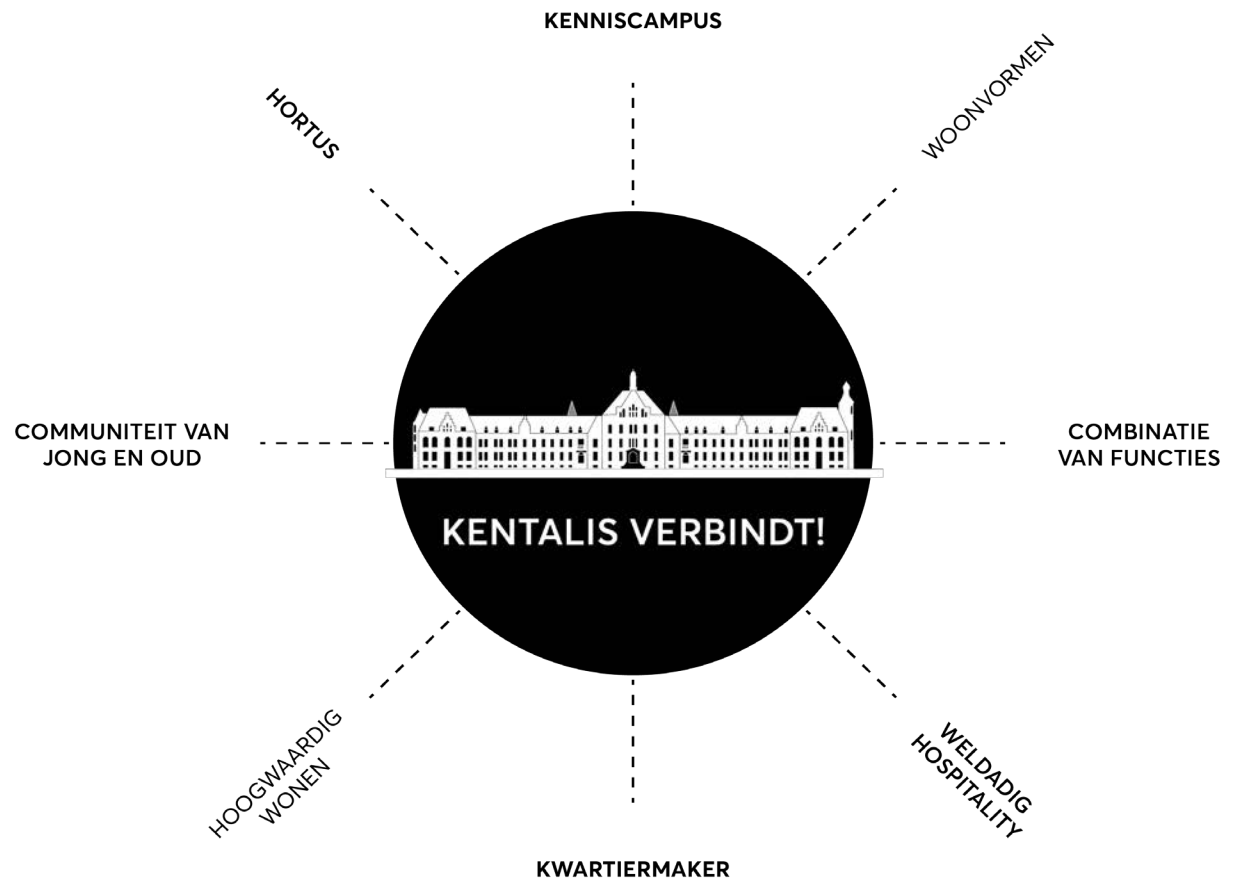 KENNISCAMPUS
HORTUS
WOONVORMEN
COMMUNITEIT VAN
JONG EN OUD
COMBINATIE
VAN FUNCTIES
KENTALIS VERBINDT!
HOOGWAARDIG
WONEN
WELDADIG
HOSPITALITY
KWARTIERMAKER